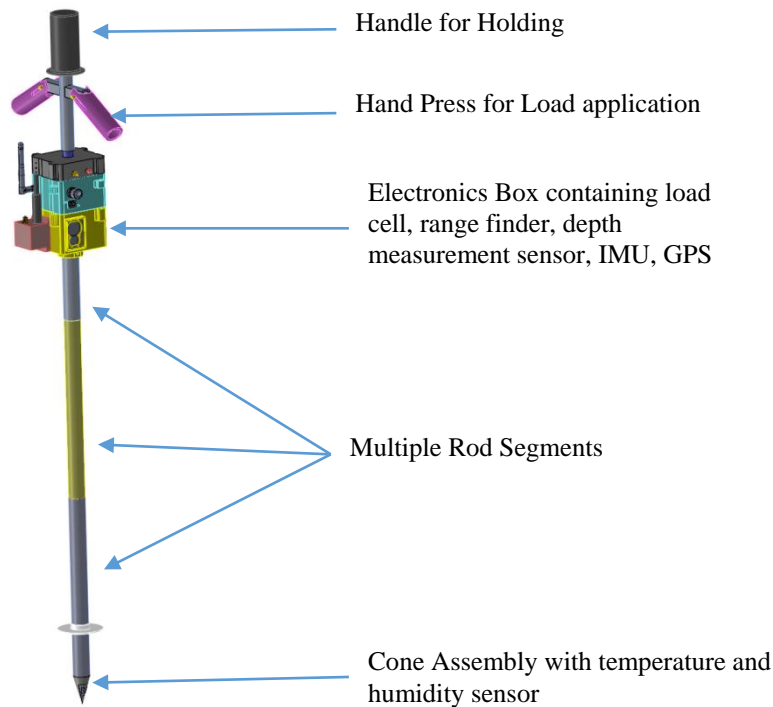 Handle for Holding
Hand Press for Load application
Electronics Box containing load
cell, range finder, depth
measurement sensor, IMU, GPS
Multiple Rod Segments
Cone Assembly with temperature and
humidity sensor